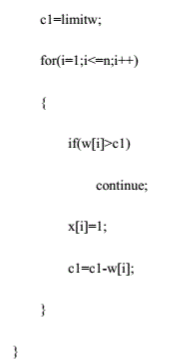 c1=limitw;
for(i=1;i<=n;i++)
{
if(w[i]>c1)
continue;
x[i]=1;
c1=c1-w[i];
}
}